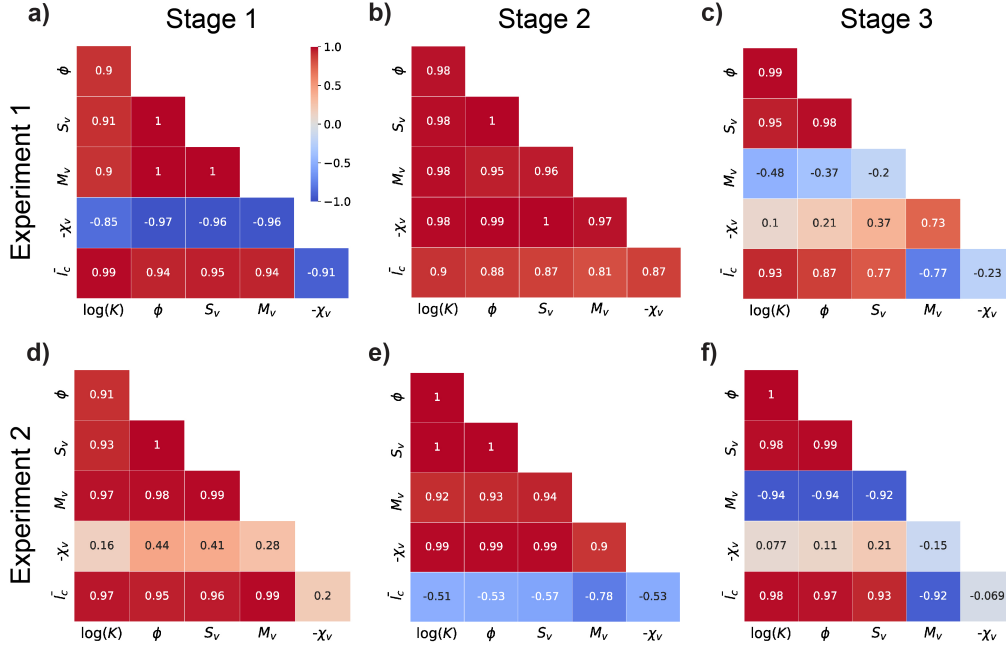 Stage 1 Stage 2 Stage 3
Experiment 1
a)
ϕ 0.9
S_v 0.91 1
M_v 0.9 1 1
-χ_v -0.85 -0.97 -0.96 -0.96
l̄_c 0.99 0.94 0.95 0.94 -0.91
log(K) ϕ S_v M_v -χ_v
1.0
0.5
0.0
−0.5
−1.0
b)
0.98
0.98 1
0.98 0.95 0.96
0.98 0.99 1 0.97
0.9 0.88 0.87 0.81 0.87
log(K) ϕ S_v M_v -χ_v
c)
ϕ 0.99
S_v 0.95 0.98
M_v -0.48 -0.37 -0.2
-χ_v 0.1 0.21 0.37 0.73
l̄_c 0.93 0.87 0.77 -0.77 -0.23
log(K) ϕ S_v M_v -χ_v
Experiment 2
d)
ϕ 0.91
S_v 0.93 1
M_v 0.97 0.98 0.99
-χ_v 0.16 0.44 0.41 0.28
l̄_c 0.97 0.95 0.96 0.99 0.2
log(K) ϕ S_v M_v -χ_v
e)
ϕ 1
S_v 1 1
M_v 0.92 0.93 0.94
-χ_v 0.99 0.99 0.99 0.9
l̄_c -0.51 -0.53 -0.57 -0.78 -0.53
log(K) ϕ S_v M_v -χ_v
f)
ϕ 1
S_v 0.98 0.99
M_v -0.94 -0.94 -0.92
-χ_v 0.077 0.11 0.21 -0.15
l̄_c 0.98 0.97 0.93 -0.92 -0.069
log(K) ϕ S_v M_v -χ_v